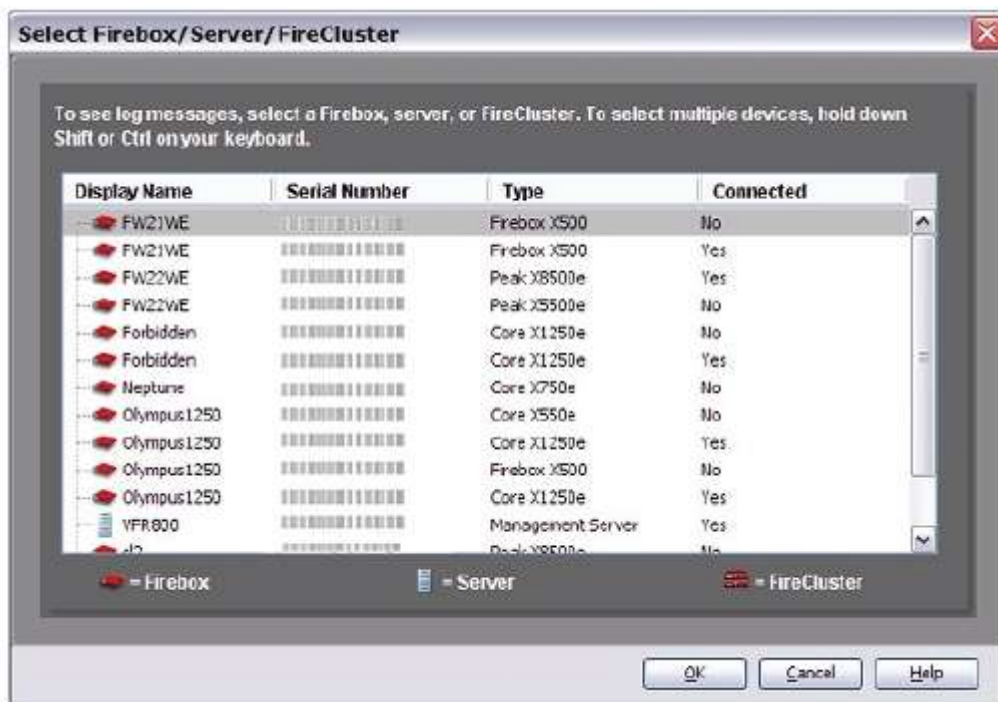 Select Firebox/Server/FireCluster
To see log messages, select a Firebox, server, or FireCluster. To select multiple devices, hold down
Shift or Ctrl on your keyboard.
Display Name Serial Number Type Connected
FW21WE Firebox X500 No
FW21WE Firebox X500 Yes
FW22WE Peak X8500e Yes
FW22WE Peak X5500e No
Forbidden Core X1250e No
Forbidden Core X1250e Yes
Neptune Core X750e No
Olympus1250 Core X550e No
Olympus1250 Core X1250e Yes
Olympus1250 Firebox X500 No
Olympus1250 Core X1250e Yes
Management Server Yes
No
= Firebox = Server = FireCluster
OK Cancel Help